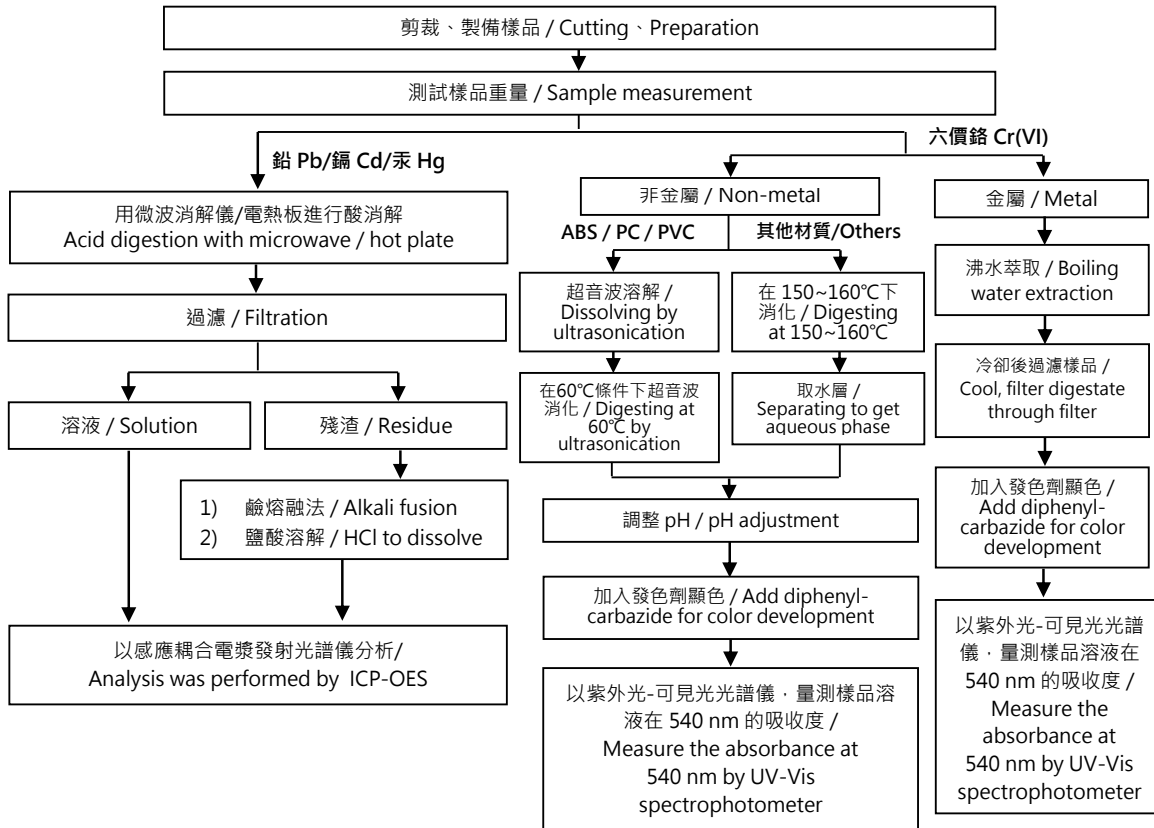 剪裁、製備樣品 / Cutting、Preparation
測試樣品重量 / Sample measurement
鉛 Pb/鎘 Cd/汞 Hg
六價鉻 Cr(VI)
用微波消解儀/電熱板進行酸消解
Acid digestion with microwave / hot plate
過濾 / Filtration
溶液 / Solution
殘渣 / Residue
1) 鹼熔融法 / Alkali fusion
2) 鹽酸溶解 / HCl to dissolve
以感應耦合電漿發射光譜儀分析/
Analysis was performed by ICP-OES
非金屬 / Non-metal
ABS / PC / PVC
其他材質/Others
超音波溶解 /
Dissolving by
ultrasonication
在60℃條件下超音波
消化 / Digesting at
60℃ by
ultrasonication
在 150~160℃下
消化 / Digesting
at 150~160℃
取水層 /
Separating to get
aqueous phase
調整 pH / pH adjustment
加入發色劑顯色 / Add diphenyl-
carbazide for color development
以紫外光-可見光光譜儀，量測樣品溶
液在 540 nm 的吸收度 /
Measure the absorbance at
540 nm by UV-Vis
spectrophotometer
金屬 / Metal
沸水萃取 / Boiling
water extraction
冷卻後過濾樣品 /
Cool, filter digestate
through filter
加入發色劑顯色 /
Add diphenyl-
carbazide for color
development
以紫外光-可見光光譜
儀，量測樣品溶液在
540 nm 的吸收度 /
Measure the
absorbance at
540 nm by UV-Vis
spectrophotometer